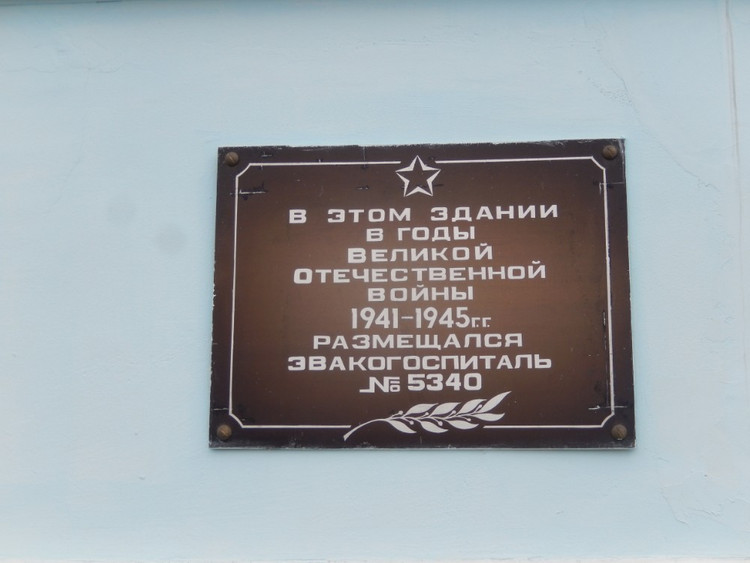 В ЭТОМ ЗДАНИИ
В ГОДЫ
ВЕЛИКОЙ
ОТЕЧЕСТВЕННОЙ
ВОЙНЫ
1941-1945г.г.
РАЗМЕЩАЛСЯ
ЭВАКОГОСПИТАЛЬ
№ 5340